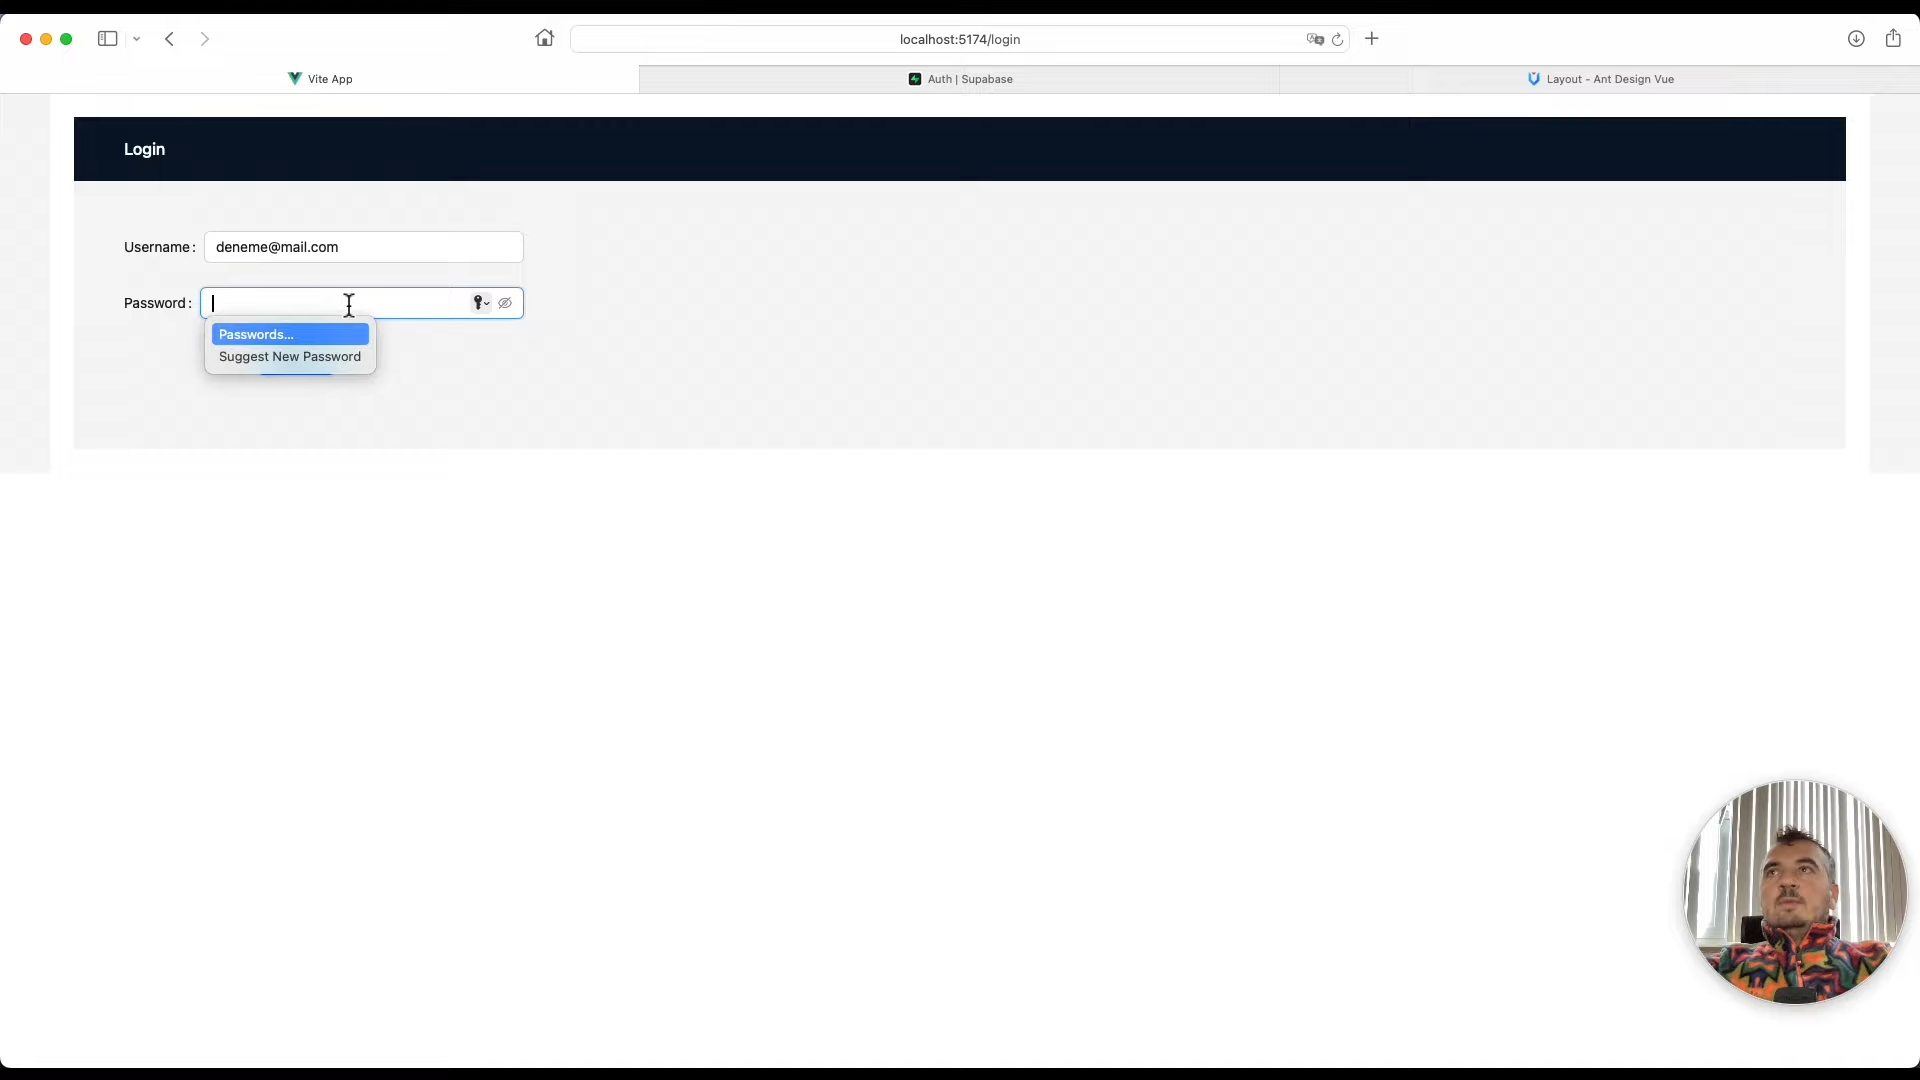 localhost:5174/login
Vite App
Auth | Supabase
Layout - Ant Design Vue
Login
Username :
deneme@mail.com
Password :
Passwords...
Suggest New Password